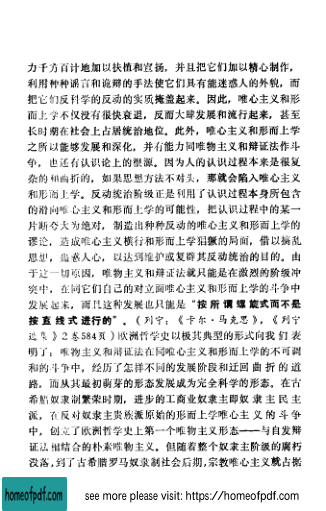 力千方百计地加以扶植和宣扬，并且把它们加以精心制作，
利用种种谣言和诡辩的手法使它们具有能迷惑人的外貌，而
把它们反科学的反动的实质掩盖起来。因此，唯心主义和形
而上学不仅没有很快衰退，反而大肆发展和流行起来，甚至
长时期在社会上占居统治地位。此外，唯心主义和形而上学
之所以能够发展和深化，并有能力同唯物主义和辩证法作斗
争，也还有认识论上的根源。因为人的认识过程本来是很复
杂的和曲折的，如果思想方法不对头，那就会陷入唯心主义
和形而上学。反动统治阶级正是利用了认识过程本身所包含
的滑向唯心主义和形而上学的可能性，把认识过程中的某一
片断夸大为绝对，制造出种种反动的唯心主义和形而上学的
谬论，造成唯心主义横行和形而上学猖獗的局面，借以搞乱
思想，蛊惑人心，以达到维护或复辟其反动统治的目的。由
于这一切原因，唯物主义和辩证法就只能是在激烈的阶级冲
突中，在同它们自己的对立面唯心主义和形而上学的斗争中
发展起来，而且这种发展也只能是“按所谓螺旋式而不是
按直线式进行的”。（列宁：《卡尔·马克思》，《列宁
选集》2卷584页）欧洲哲学史以极其典型的形式向我们表
明了：唯物主义和辩证法在同唯心主义和形而上学的不可调
和的斗争中，经历了怎样不同的发展阶段和迂回曲折的道
路，而从其最初萌芽的形态发展成为完全科学的形态。在古
希腊奴隶制繁荣时期，进步的工商业奴隶主即奴隶主民主
派，在反对奴隶主贵族派原始的形而上学唯心主义的斗争
中，创立了欧洲哲学史上第一个唯物主义形态——与自发辩
证法相结合的朴素唯物主义。但随着整个奴隶主阶级的腐朽
没落，到了古希腊罗马奴隶制社会后期，宗教唯心主义就占据
homeofpdf.com
see more please visit: https://homeofpdf.com